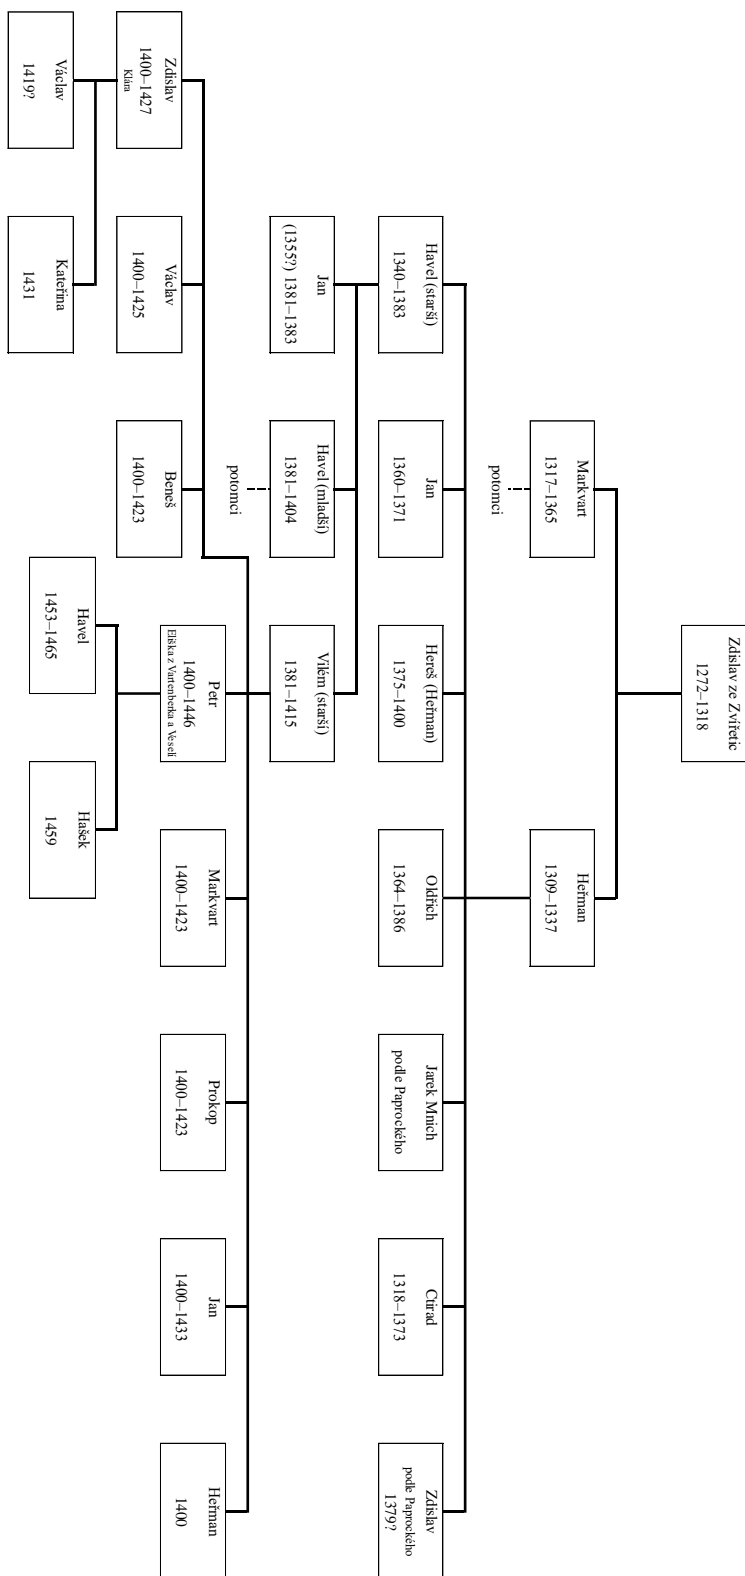 Zdislav ze Zvířetic
1272–1318
Markvart
1317–1365
Heřman
1309–1337
potomci
Havel (starší)
1340–1383
Jan
1360–1371
Hereš (Heřman)
1375–1400
Oldřich
1364–1386
Jarek Mnich
podle Paprockého
Ctirad
1318–1373
Zdislav
podle Paprockého
1379?
Jan
(1355?) 1381–1383
Havel (mladší)
1381–1404
Vilém (starší)
1381–1415
potomci
Zdislav
1400–1427
Klára
Václav
1400–1425
Beneš
1400–1423
Petr
1400–1446
Eliška z Vartenberka a Veselí
Markvart
1400–1423
Prokop
1400–1423
Jan
1400–1433
Heřman
1400
Václav
1419?
Kateřina
1431
Havel
1453–1465
Hašek
1459